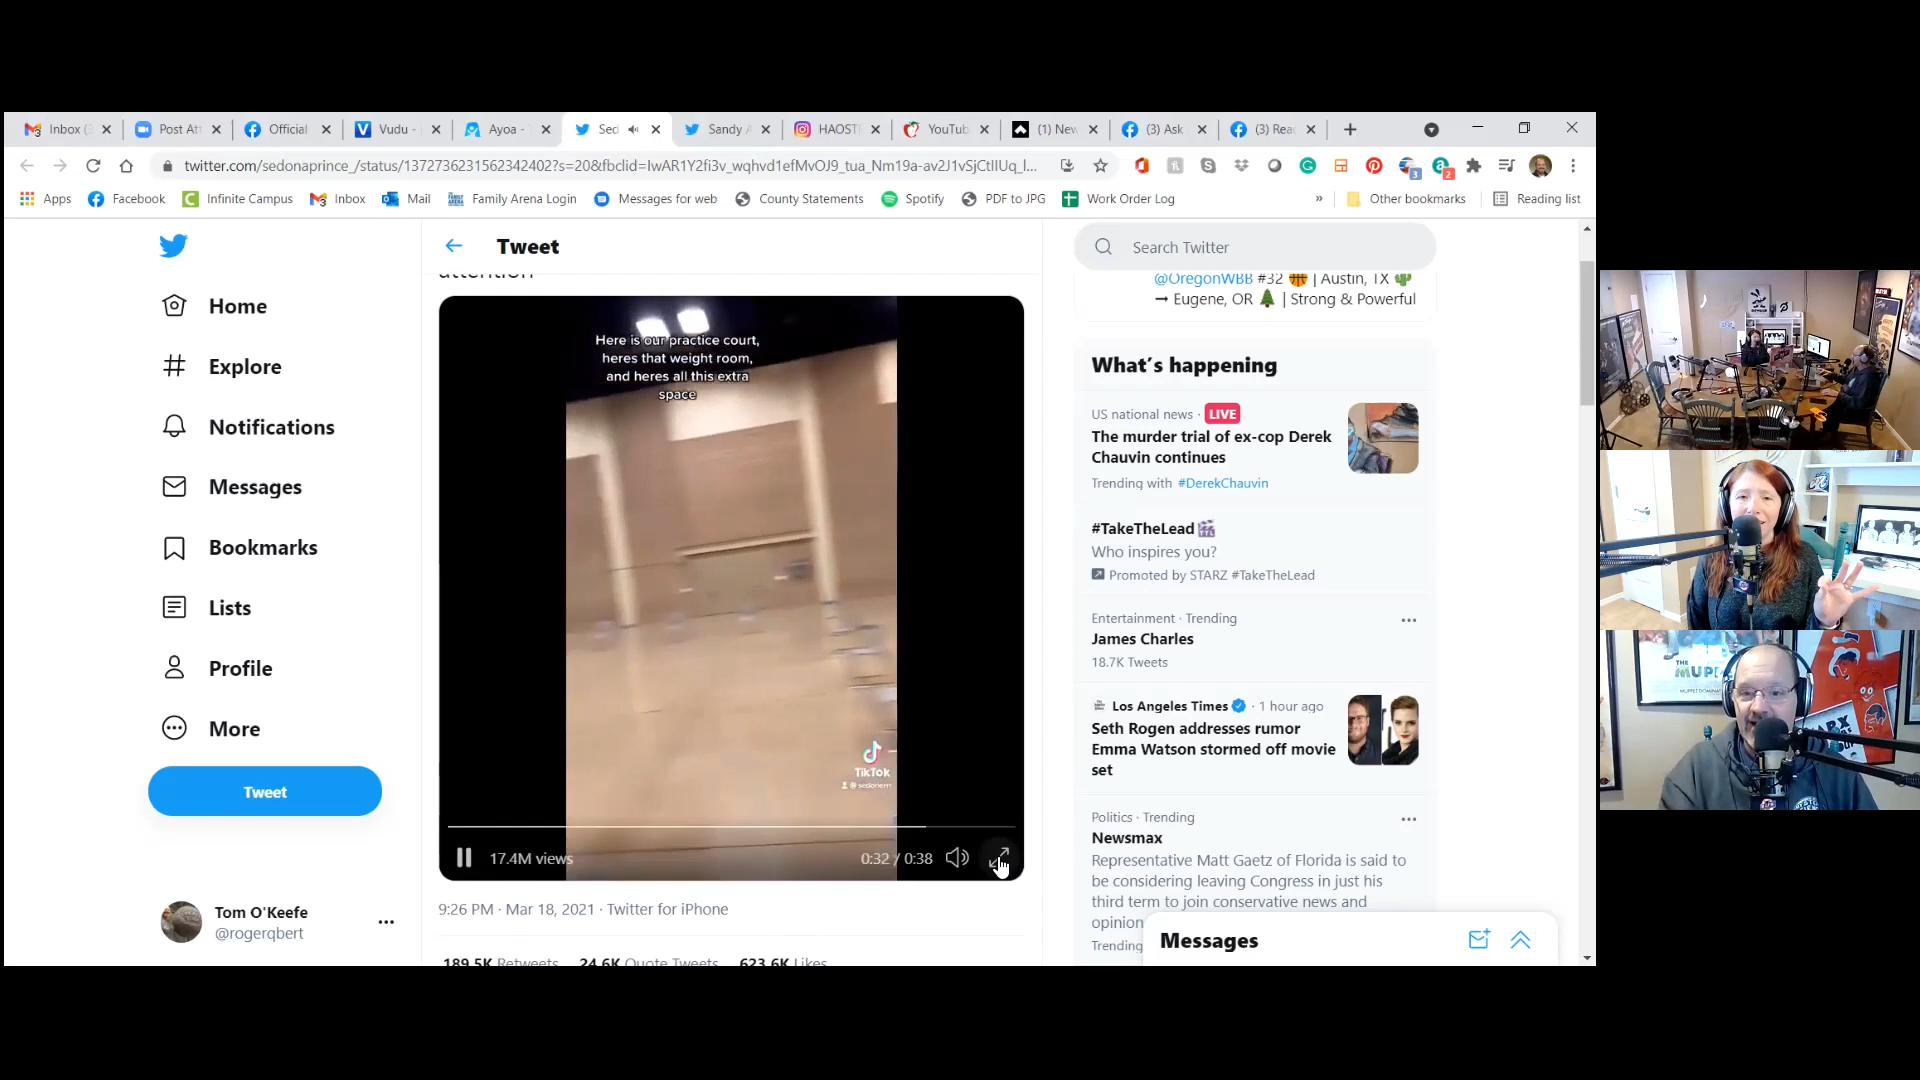 Inbox (3
Post Att
Official
Vudu -
Ayoa -
Sed
Sandy A
HAOST
YouTub
(1) New
(3) Ask
(3) Rea
twitter.com/sedonaprince_/status/1372736231562342402?s=20&fbclid=IwAR1Y2fi3v_wqhvd1efMvOJ9_tua_Nm19a-av2J1vSjCtIIUq_I...
3
2
Apps
Facebook
Infinite Campus
Inbox
Mail
Family Arena Login
Messages for web
County Statements
Spotify
PDF to JPG
Work Order Log
»
Other bookmarks
Reading list
Home
Explore
Notifications
Messages
Bookmarks
Lists
Profile
More
Tweet
Tom O'Keefe
@rogerqbert
Tweet
attention
Here is our practice court,
heres that weight room,
and heres all this extra
space
TikTok
17.4M views
0:32 / 0:38
9:26 PM · Mar 18, 2021 · Twitter for iPhone
189.5K Retweets 24.6K Quote Tweets 623.6K Likes
Search Twitter
@OregonWBB #32 🏀 | Austin, TX 🌵
→ Eugene, OR 🌲 | Strong & Powerful
What's happening
US national news · LIVE
The murder trial of ex-cop Derek
Chauvin continues
Trending with #DerekChauvin
#TakeTheLead
Who inspires you?
Promoted by STARZ #TakeTheLead
Entertainment · Trending
James Charles
18.7K Tweets
Los Angeles Times · 1 hour ago
Seth Rogen addresses rumor
Emma Watson stormed off movie
set
Politics · Trending
Newsmax
Representative Matt Gaetz of Florida is said to
be considering leaving Congress in just his
third term to join conservative news and
opinion
Trending
Messages
THE